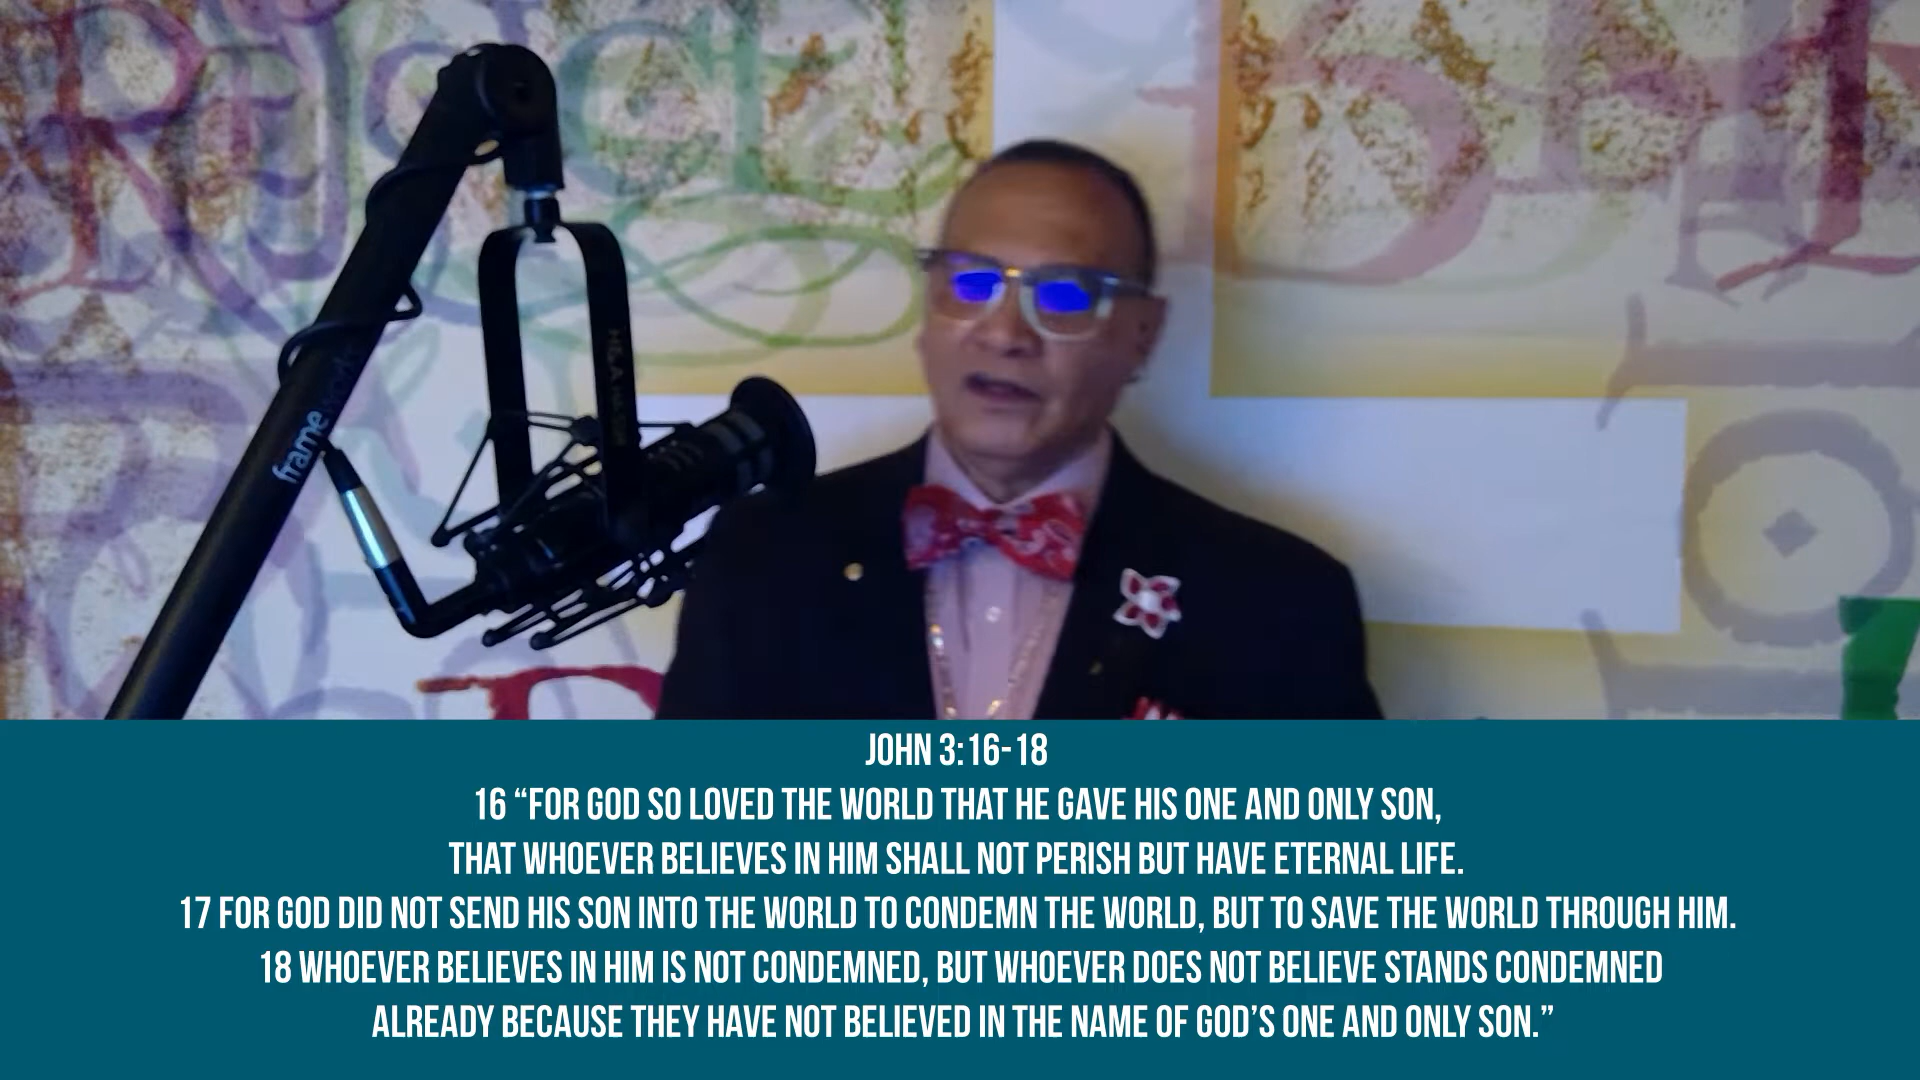 Reject
frameworks
JOHN 3:16-18
16 “FOR GOD SO LOVED THE WORLD THAT HE GAVE HIS ONE AND ONLY SON,
THAT WHOEVER BELIEVES IN HIM SHALL NOT PERISH BUT HAVE ETERNAL LIFE.
17 FOR GOD DID NOT SEND HIS SON INTO THE WORLD TO CONDEMN THE WORLD, BUT TO SAVE THE WORLD THROUGH HIM.
18 WHOEVER BELIEVES IN HIM IS NOT CONDEMNED, BUT WHOEVER DOES NOT BELIEVE STANDS CONDEMNED
ALREADY BECAUSE THEY HAVE NOT BELIEVED IN THE NAME OF GOD’S ONE AND ONLY SON.”